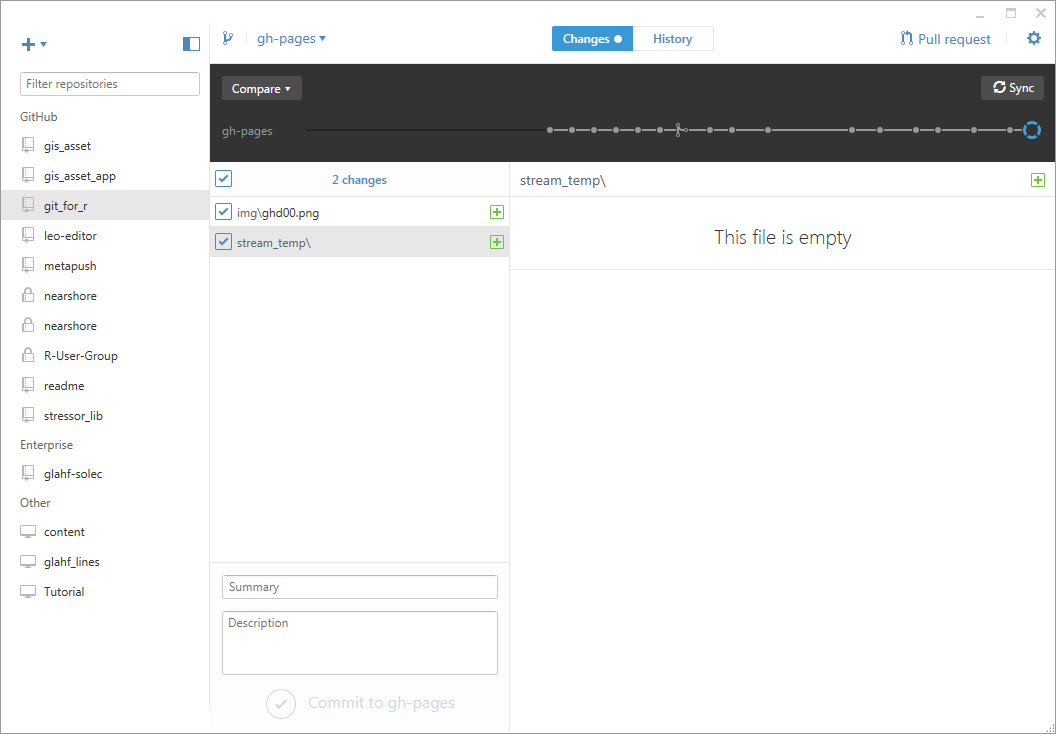 gh-pages
Changes
History
Pull request
Filter repositories
GitHub
gis_asset
gis_asset_app
git_for_r
leo-editor
metapush
nearshore
nearshore
R-User-Group
readme
stressor_lib
Enterprise
glahf-solec
Other
content
glahf_lines
Tutorial
Compare
Sync
gh-pages
2 changes
img\ghd00.png
stream_temp\
Summary
Description
Commit to gh-pages
stream_temp\
This file is empty